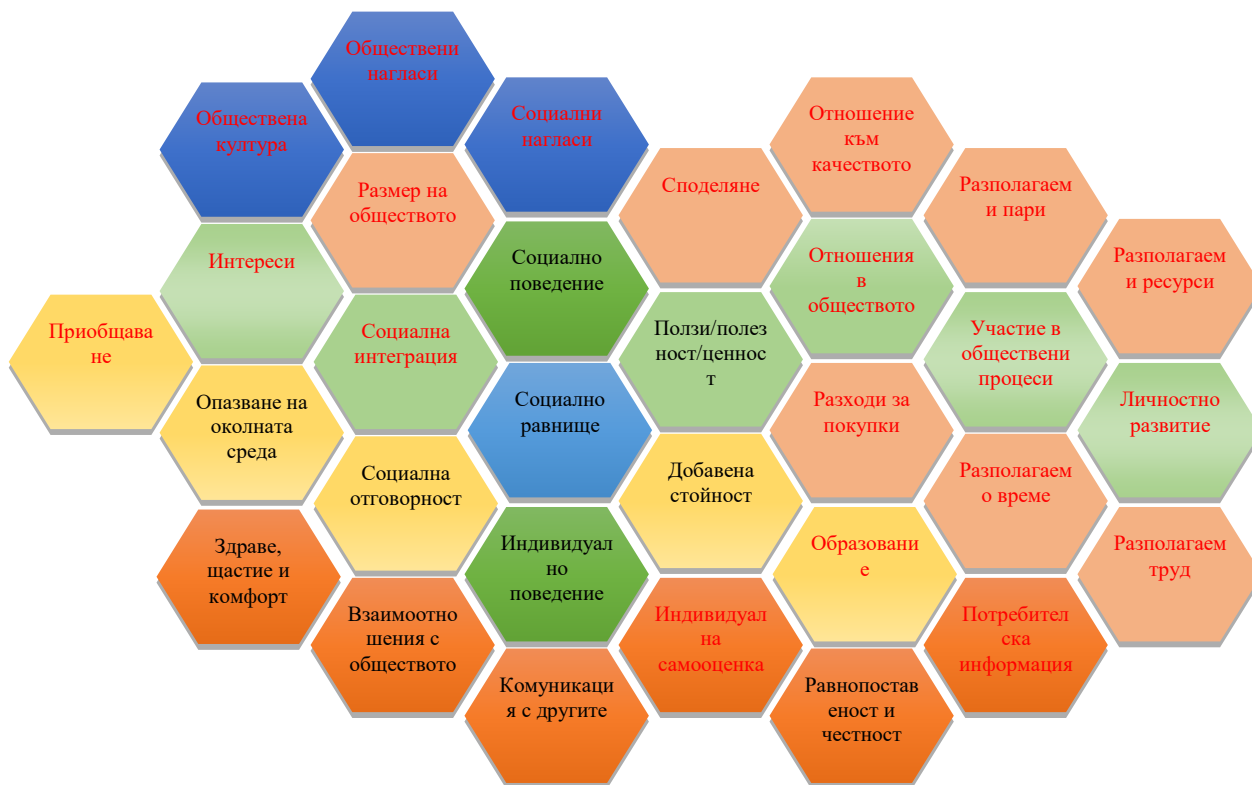 Обществени
нагласи
Обществена
култура
Социални
нагласи
Отношение
към
качеството
Размер на
обществото
Споделяне
Разполагаем
и пари
Интереси
Социално
поведение
Отношения
в
обществото
Разполагаем
и ресурси
Приобщава
не
Социална
интеграция
Ползи/полез
ност/ценнос
т
Участие в
обществени
процеси
Опазване на
околната
среда
Социално
равнище
Разходи за
покупки
Личностно
развитие
Социална
отговорност
Добавена
стойност
Разполагаем
о време
Здраве,
щастие и
комфорт
Индивидуал
но
поведение
Образовани
е
Разполагаем
труд
Взаимоотно
шения с
обществото
Индивидуал
на
самооценка
Потребител
ска
информация
Комуникаци
я с другите
Равнопостав
еност и
честност